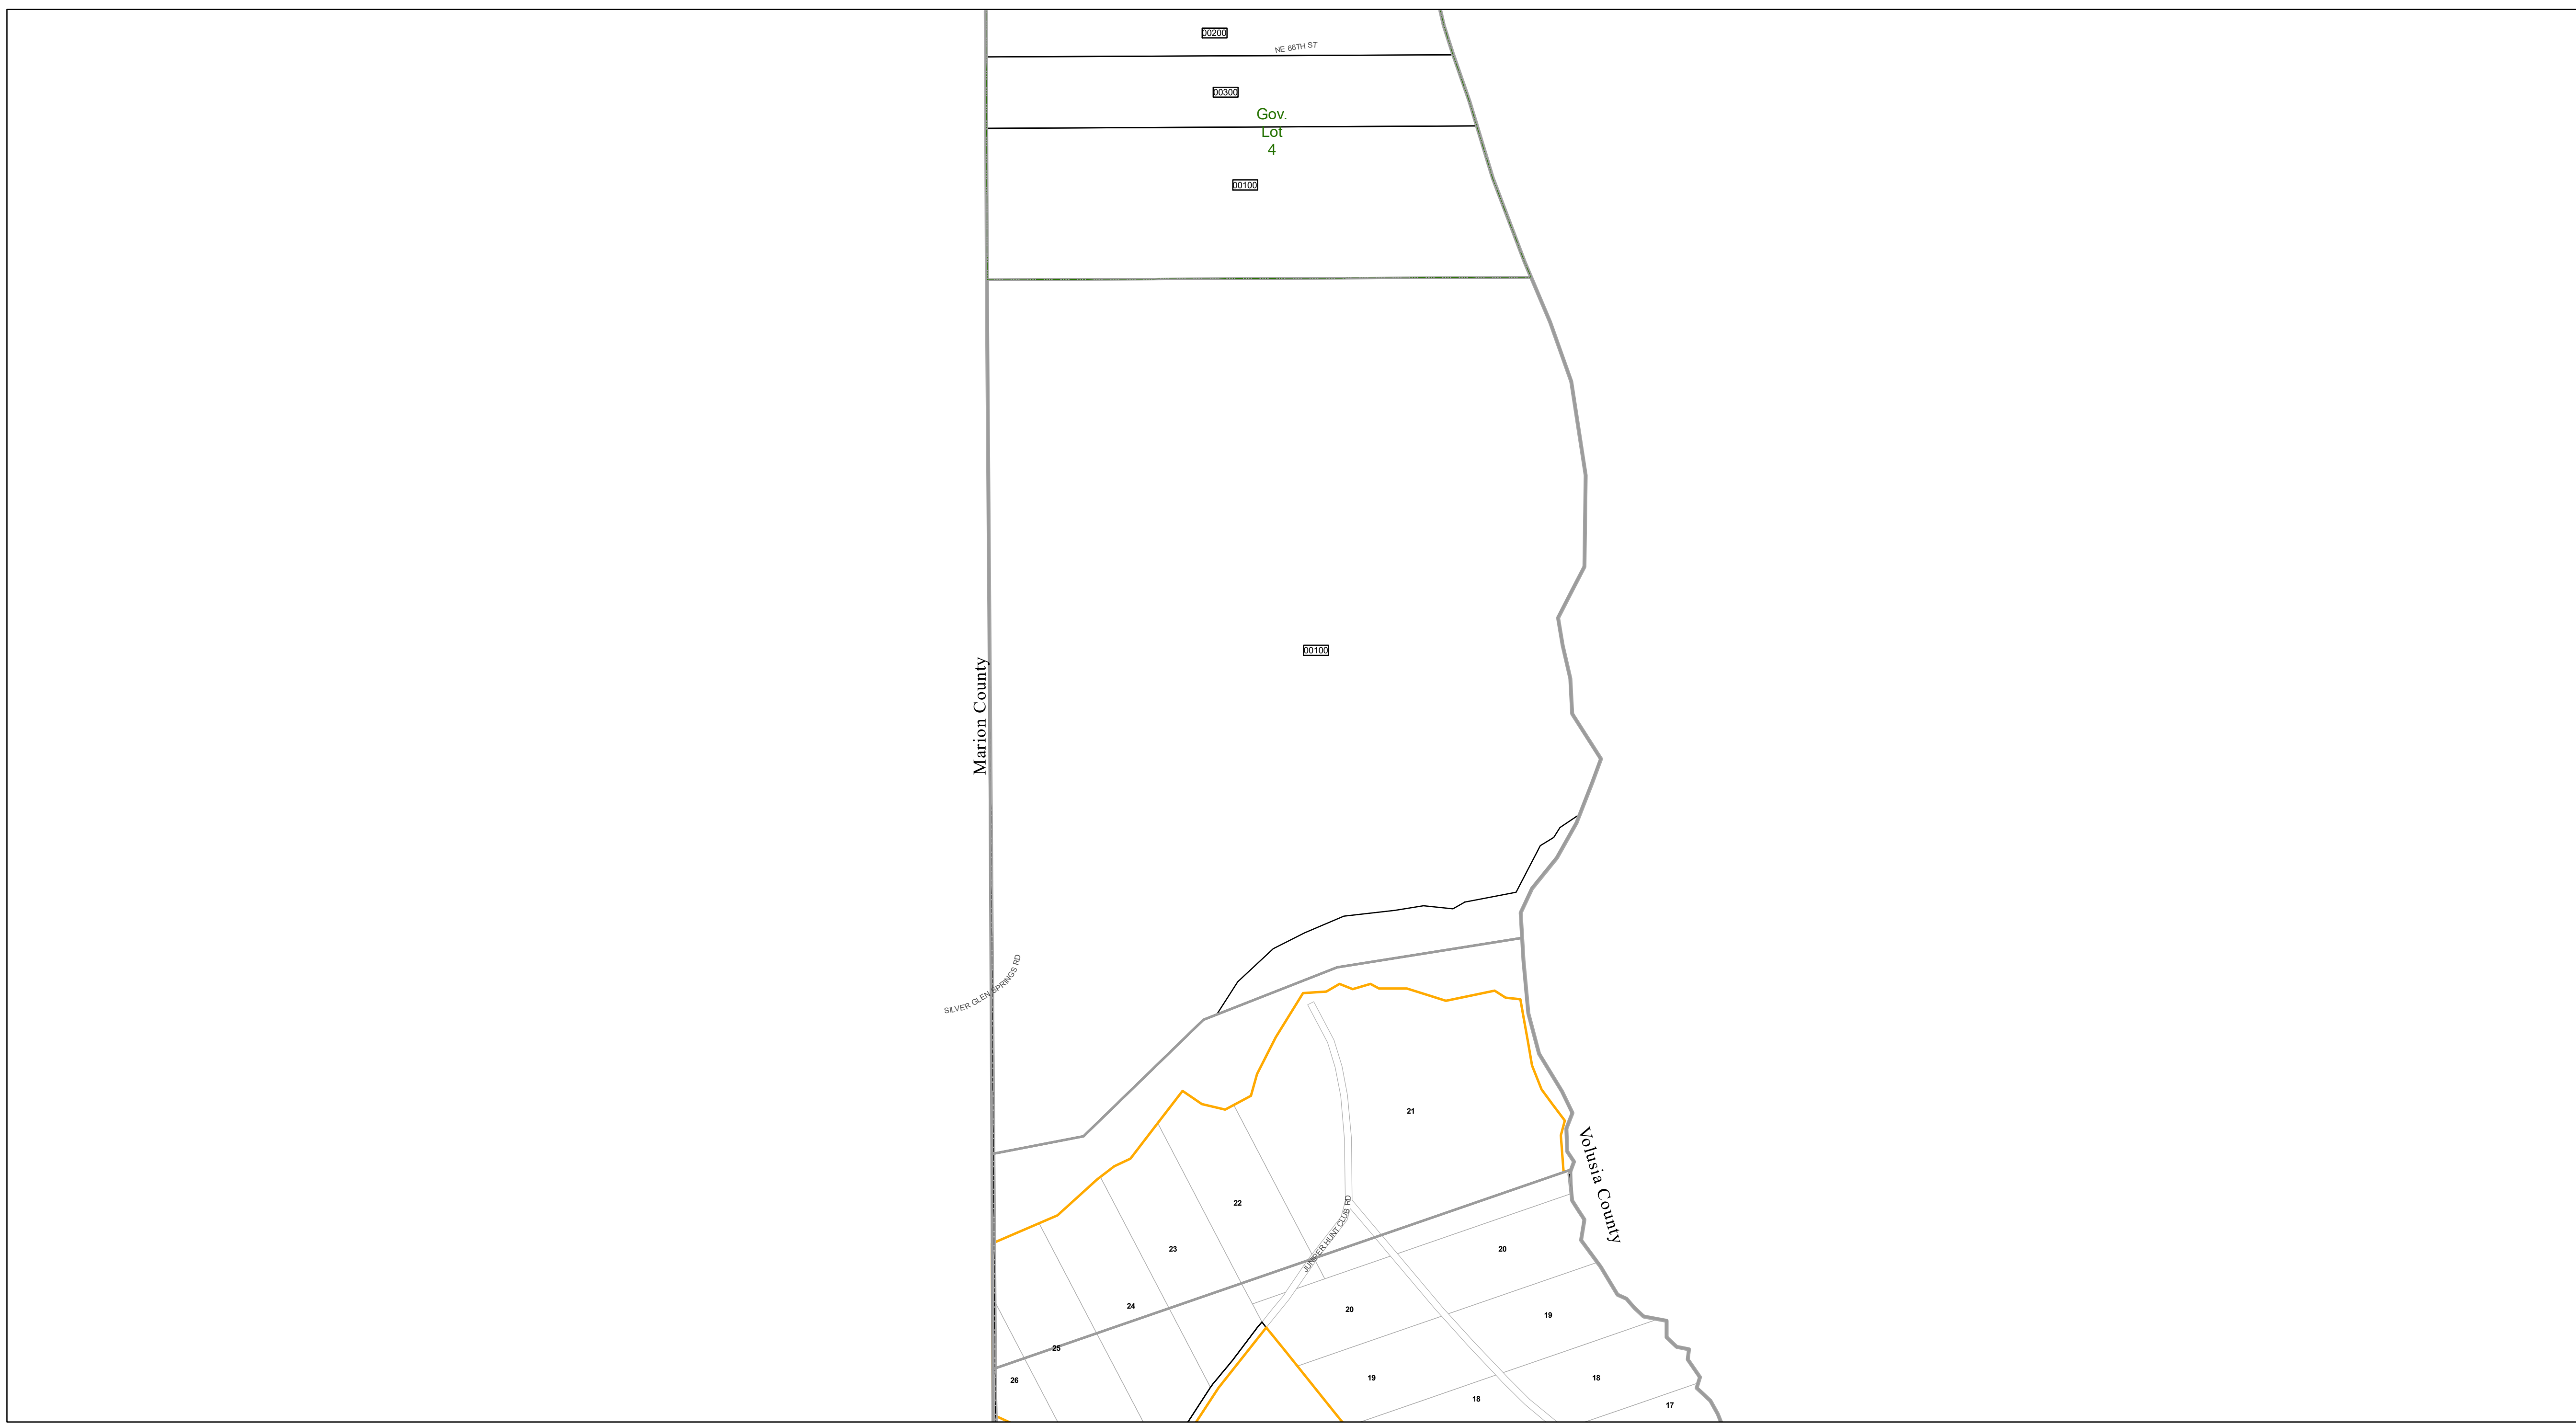 00200
NE 66TH ST
00300
Gov.
Lot
4
00100
00100
Marion County
SILVER GLEN SPRINGS RD
21
Volusia County
22
JUNIPER HUNT CLUB RD
23
20
24
20
19
25
26
19
18
18
17